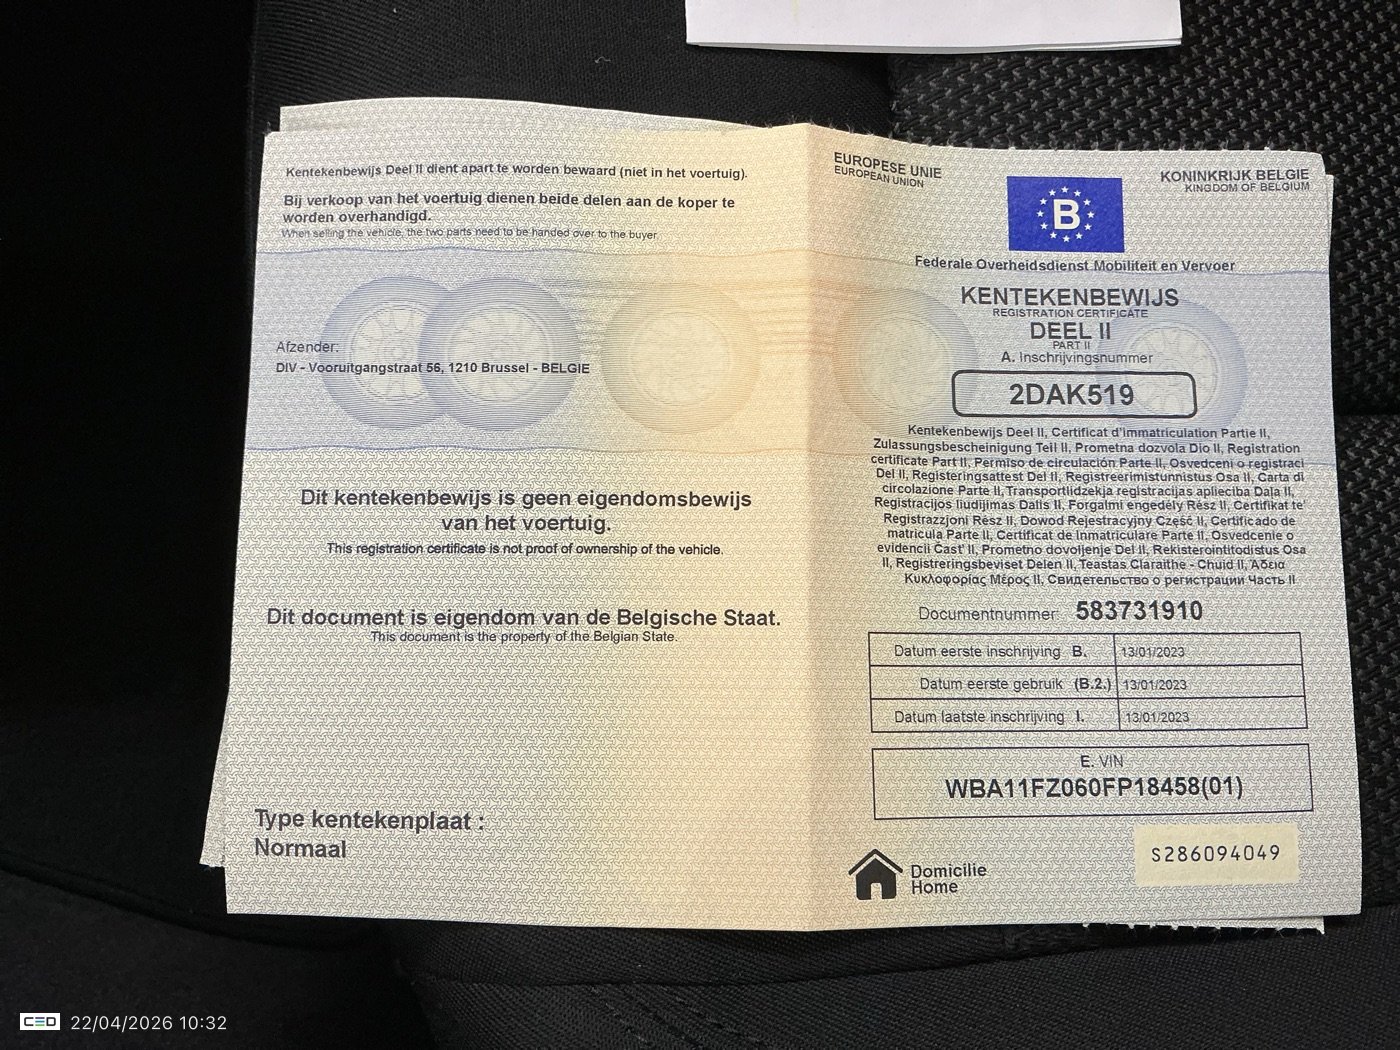 Kentekenbewijs Deel II dient apart te worden bewaard (niet in het voertuig).
Bij verkoop van het voertuig dienen beide delen aan de koper te
worden overhandigd.
When selling the vehicle, the two parts need to be handed over to the buyer.
Afzender:
DIV - Vooruitgangstraat 56, 1210 Brussel - BELGIE
Dit kentekenbewijs is geen eigendomsbewijs
van het voertuig.
This registration certificate is not proof of ownership of the vehicle.
Dit document is eigendom van de Belgische Staat.
This document is the property of the Belgian State.
Type kentekenplaat :
Normaal
EUROPESE UNIE
EUROPEAN UNION
B
KONINKRIJK BELGIE
KINGDOM OF BELGIUM
Federale Overheidsdienst Mobiliteit en Vervoer
KENTEKENBEWIJS
REGISTRATION CERTIFICATE
DEEL II
PART II
A. Inschrijvingsnummer
2DAK519
Kentekenbewijs Deel II, Certificat d'immatriculation Partie II,
Zulassungsbescheinigung Teil II, Prometna dozvola Dio II, Registration
certificate Part II, Permiso de circulación Parte II, Osvedceni o registraci
Del II, Registeringsattest Del II, Registreerimistunnistus Osa II, Carta di
circolazione Parte II, Transportlidzekja registracijas aplieciba Daļa II,
Registracijos liudijimas Dalis II, Forgalmi engedély Rész II, Certifikat te'
Registrazzjoni Rész II, Dowod Rejestracyjny Część II, Certificado de
matricula Parte II, Certificat de Inmatriculare Parte II, Osvedcenie o
evidencii Cast' II, Prometno dovoljenje Del II, Rekisteröintitodistus Osa
II, Registreringsbeviset Delen II, Teastas Claraithe - Chuid II, Άδεια
Κυκλοφορίας Μέρος II, Свидетельство о регистрации Часть II
Documentnummer: 583731910
Datum eerste inschrijving B. 13/01/2023
Datum eerste gebruik (B.2.) 13/01/2023
Datum laatste inschrijving I. 13/01/2023
E. VIN
WBA11FZ060FP18458(01)
S286094049
Domicilie
Home
CED 22/04/2026 10:32